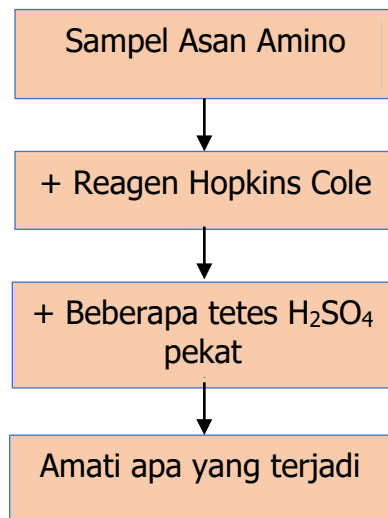 Sampel Asan Amino
+ Reagen Hopkins Cole
+ Beberapa tetes H₂SO₄
pekat
Amati apa yang terjadi